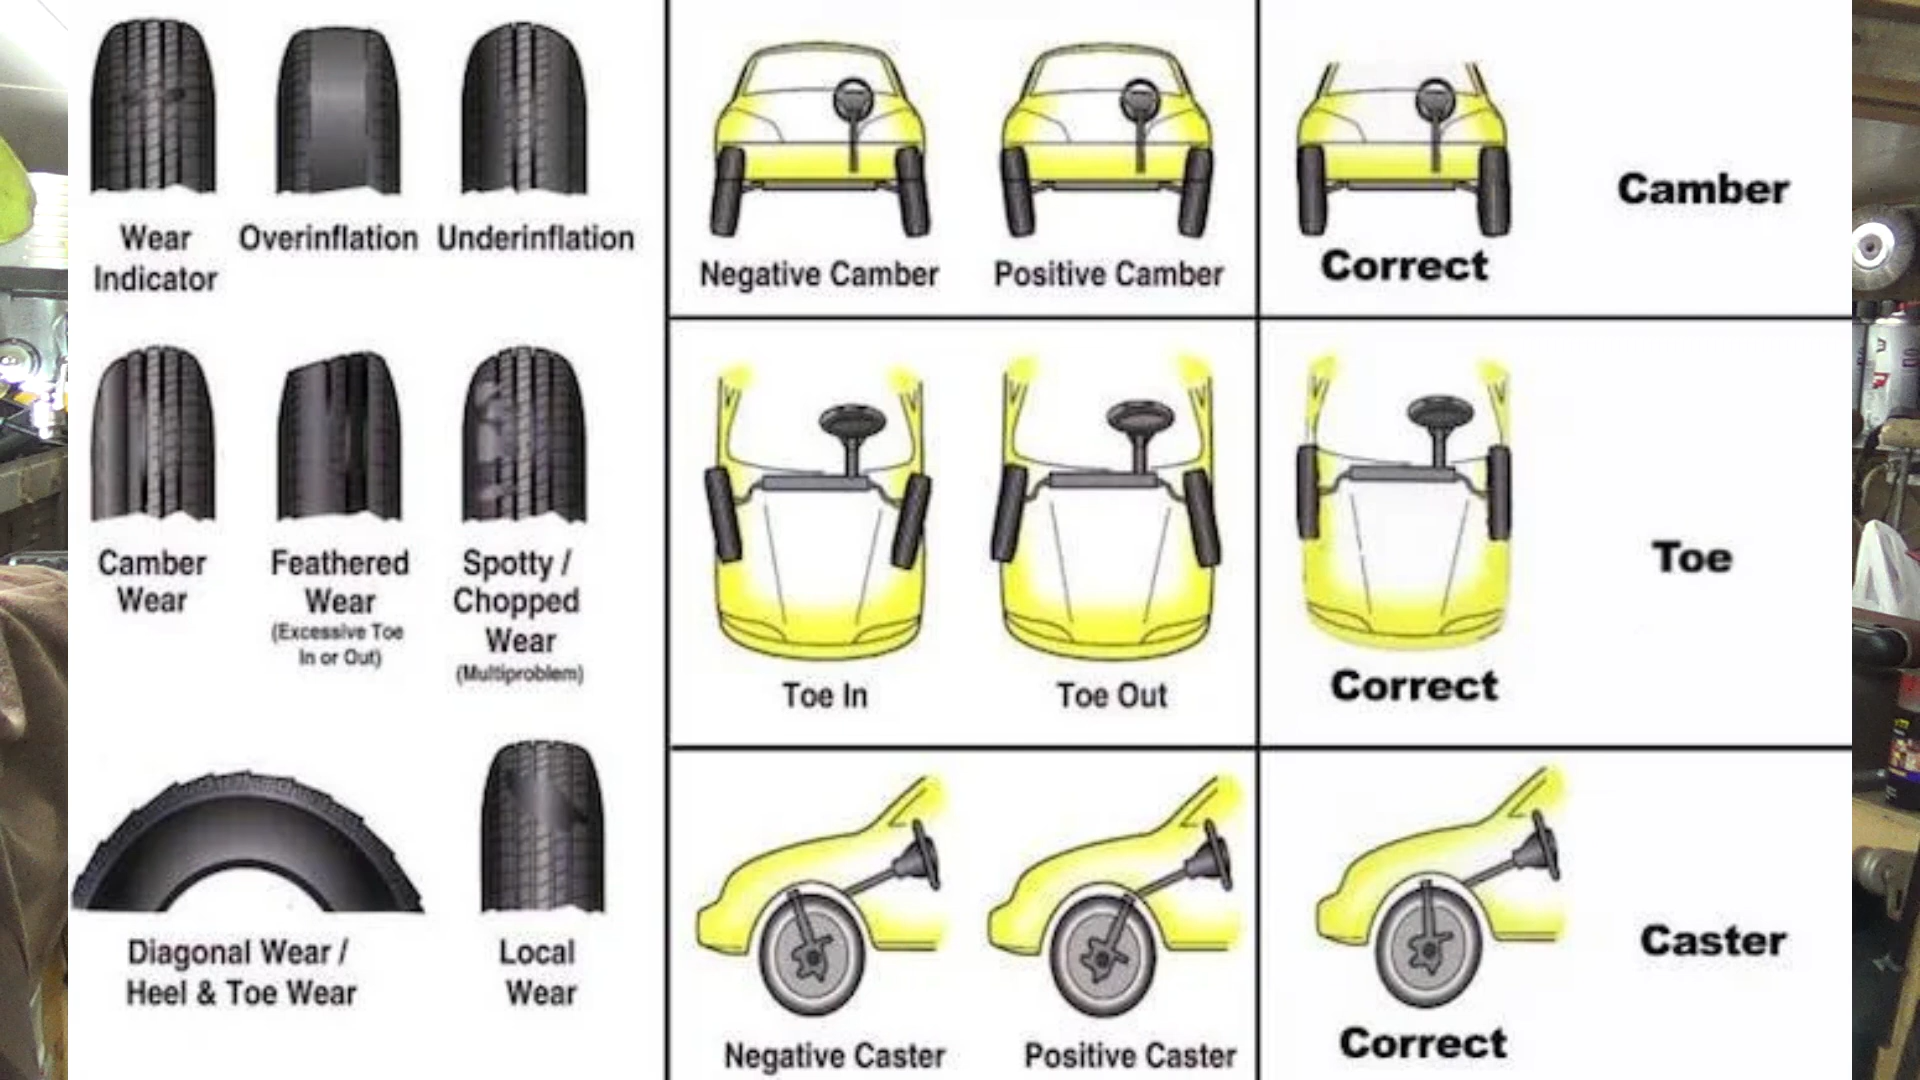 Wear
Indicator
Overinflation
Underinflation
Camber
Wear
Feathered
Wear
(Excessive Toe
In or Out)
Spotty /
Chopped
Wear
(Multiproblem)
Diagonal Wear /
Heel & Toe Wear
Local
Wear
Negative Camber
Positive Camber
Correct
Camber
Toe In
Toe Out
Correct
Toe
Negative Caster
Positive Caster
Correct
Caster